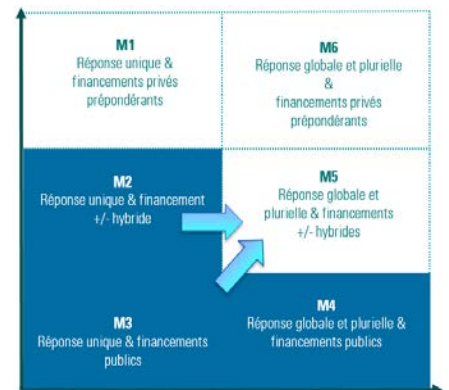 M1
Réponse unique &
financements privés
prépondérants
M6
Réponse globale et plurielle
&
financements privés
prépondérants
M2
Réponse unique & financement
+/- hybride
M5
Réponse globale et
plurielle & financements
+/- hybrides
M3
Réponse unique & financements
publics
M4
Réponse globale et plurielle &
financements publics